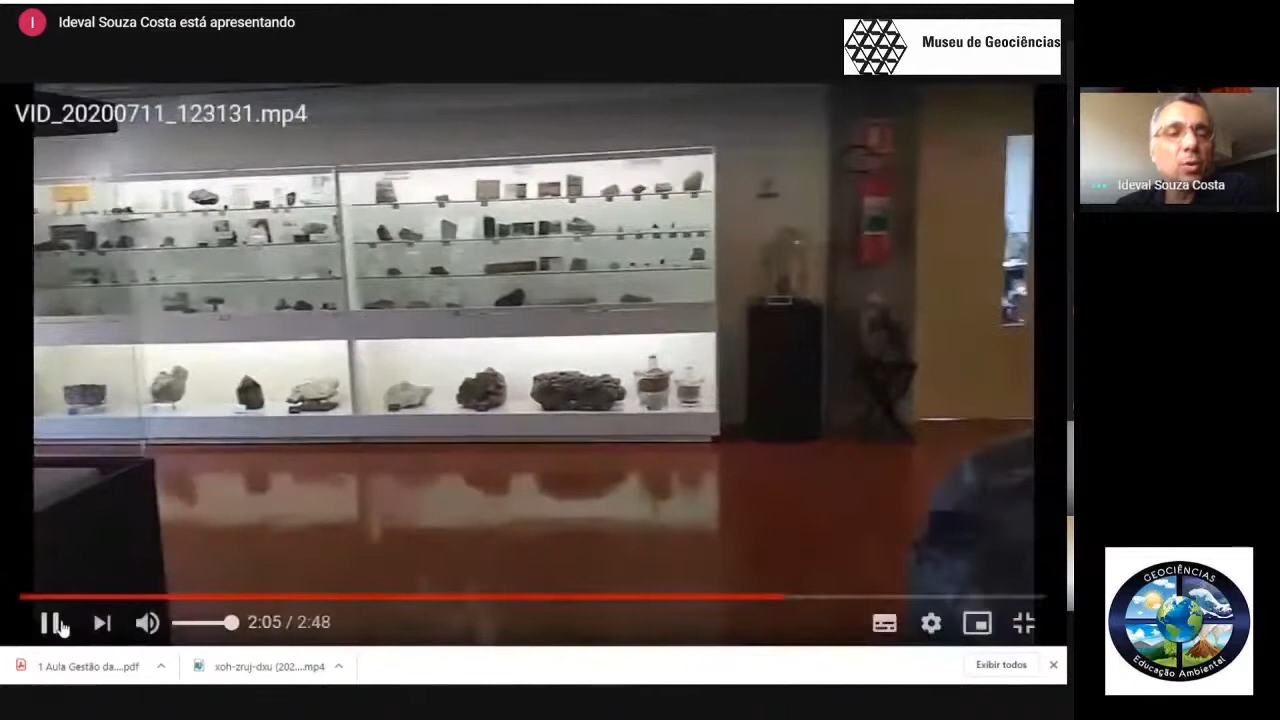 I
Ideval Souza Costa está apresentando
Museu de Geociências
VID_20200711_123131.mp4
Ideval Souza Costa
2:05 / 2:48
1 Aula Gestão da....pdf
xoh-zruj-dxu (202....mp4
Exibir todos
GEOCIÊNCIAS
Educação Ambiental